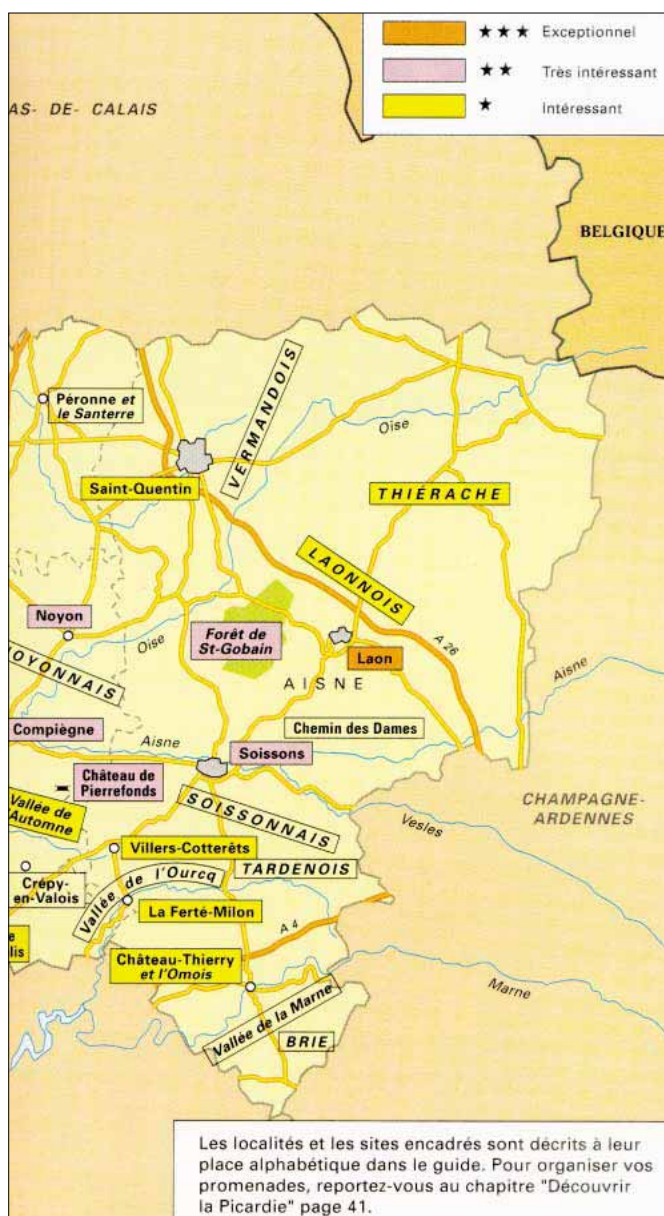 ★★★ Exceptionnel
★★ Très intéressant
★ Intéressant
AS- DE- CALAIS
BELGIQUE
Péronne et
le Santerre
VERMANDOIS
Oise
Saint-Quentin
THIÉRACHE
LAONNOIS
Noyon
Forêt de
St-Gobain
Oise
Laon
A 26
OYONNAIS
AISNE
Aisne
Compiègne
Aisne
Chemin des Dames
Soissons
Château de
Pierrefonds
Vallée de
'Automne
SOISSONNAIS
CHAMPAGNE-
ARDENNES
Vesles
Villers-Cotterêts
TARDENOIS
Crépy-
en-Valois
Vallée de l'Ourcq
La Ferté-Milon
e
lis
A 4
Château-Thierry
et l'Omois
Marne
Vallée de la Marne
BRIE
Les localités et les sites encadrés sont décrits à leur
place alphabétique dans le guide. Pour organiser vos
promenades, reportez-vous au chapitre "Découvrir
la Picardie" page 41.